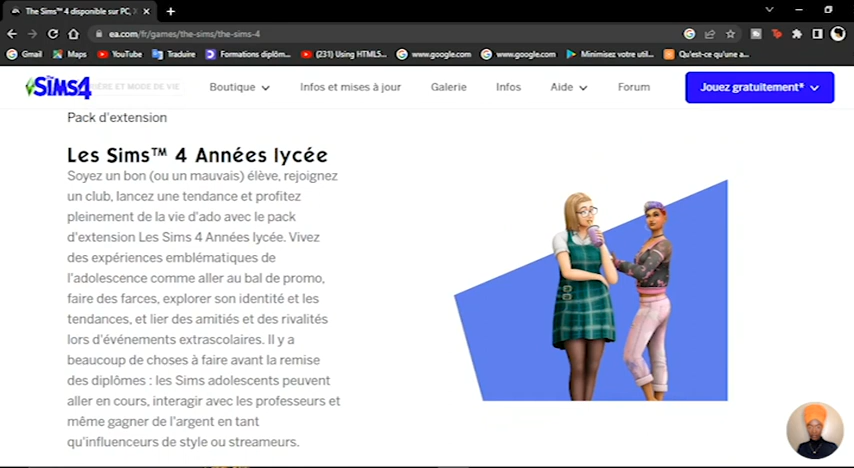 The Sims™ 4 disponible sur PC, X
ea.com/fr/games/the-sims/the-sims-4
Gmail Maps YouTube Traduire Formations diplôm... (231) Using HTML5... www.google.com www.google.com Minimisez votre util... Qu'est-ce qu'une a...
THE SIMS4 IÈRE ET MODE DE VIE Boutique Infos et mises à jour Galerie Infos Aide Forum Jouez gratuitement*
Pack d'extension
Les Sims™ 4 Années lycée
Soyez un bon (ou un mauvais) élève, rejoignez
un club, lancez une tendance et profitez
pleinement de la vie d'ado avec le pack
d'extension Les Sims 4 Années lycée. Vivez
des expériences emblématiques de
l'adolescence comme aller au bal de promo,
faire des farces, explorer son identité et les
tendances, et lier des amitiés et des rivalités
lors d'événements extrascolaires. Il y a
beaucoup de choses à faire avant la remise
des diplômes : les Sims adolescents peuvent
aller en cours, interagir avec les professeurs et
même gagner de l'argent en tant
qu'influenceurs de style ou streameurs.